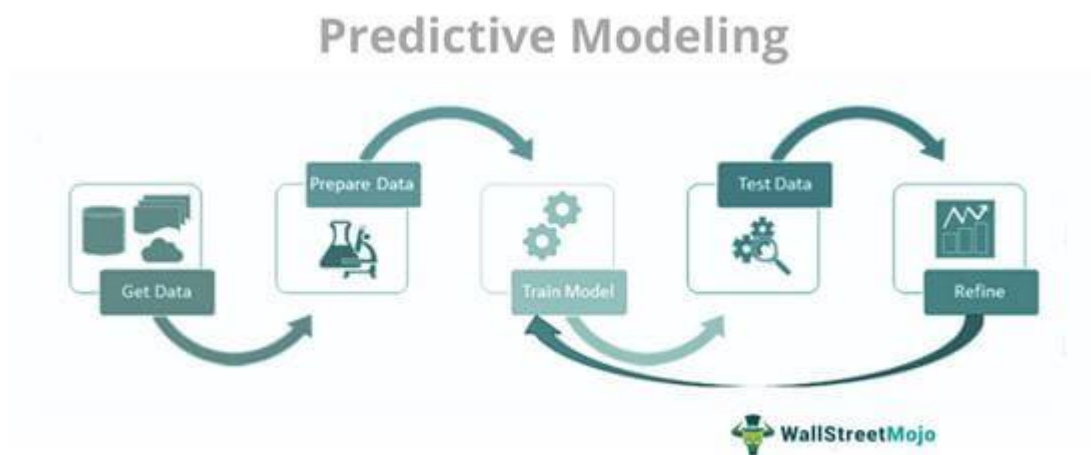 Predictive Modeling
Get Data
Prepare Data
Train Model
Test Data
Refine
WallStreetMojo